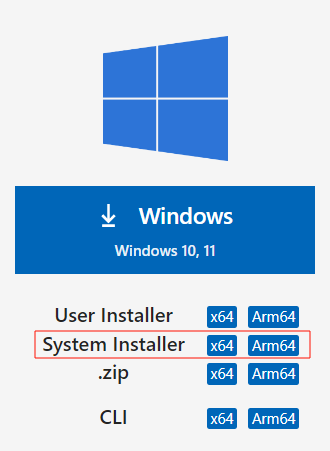 Windows
Windows 10, 11
User Installer x64 Arm64
System Installer x64 Arm64
.zip x64 Arm64
CLI x64 Arm64